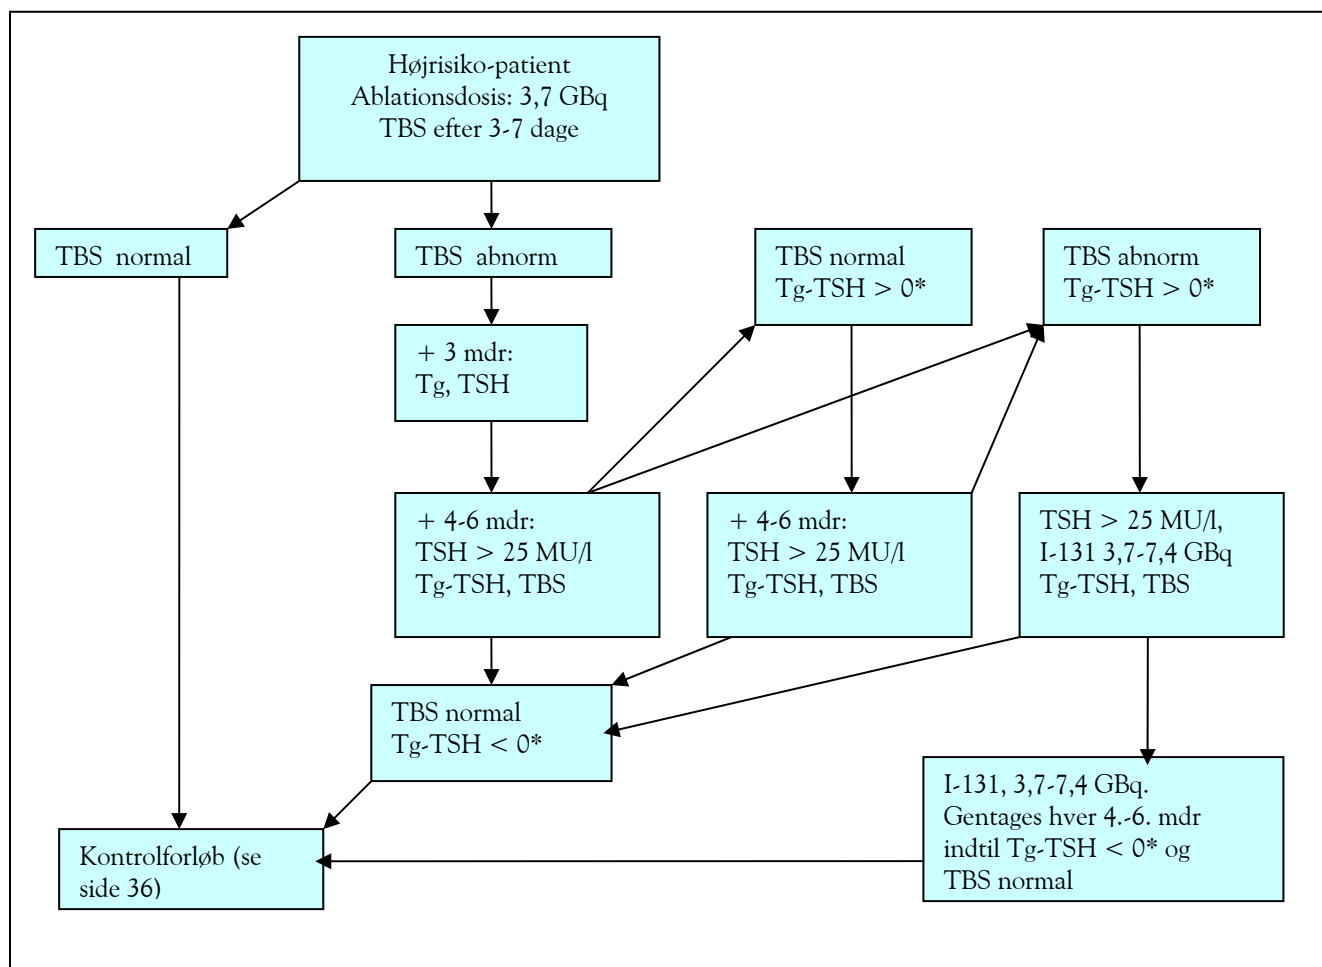 Højrisiko-patient
Ablationsdosis: 3,7 GBq
TBS efter 3-7 dage
TBS normal
TBS abnorm
TBS normal
Tg-TSH > 0*
TBS abnorm
Tg-TSH > 0*
+ 3 mdr:
Tg, TSH
+ 4-6 mdr:
TSH > 25 MU/l
Tg-TSH, TBS
+ 4-6 mdr:
TSH > 25 MU/l
Tg-TSH, TBS
TSH > 25 MU/l,
I-131 3,7-7,4 GBq
Tg-TSH, TBS
TBS normal
Tg-TSH < 0*
I-131, 3,7-7,4 GBq.
Gentages hver 4.-6. mdr
indtil Tg-TSH < 0* og
TBS normal
Kontrolforløb (se
side 36)